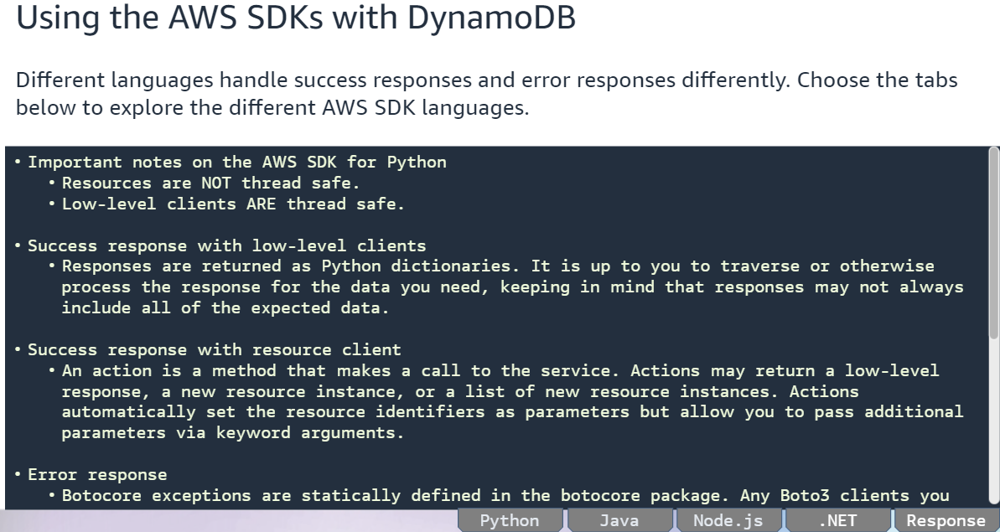 Using the AWS SDKs with DynamoDB
Different languages handle success responses and error responses differently. Choose the tabs
below to explore the different AWS SDK languages.
• Important notes on the AWS SDK for Python
• Resources are NOT thread safe.
• Low-level clients ARE thread safe.
• Success response with low-level clients
• Responses are returned as Python dictionaries. It is up to you to traverse or otherwise
process the response for the data you need, keeping in mind that responses may not always
include all of the expected data.
• Success response with resource client
• An action is a method that makes a call to the service. Actions may return a low-level
response, a new resource instance, or a list of new resource instances. Actions
automatically set the resource identifiers as parameters but allow you to pass additional
parameters via keyword arguments.
• Error response
• Botocore exceptions are statically defined in the botocore package. Any Boto3 clients you
Python Java Node.js .NET Response